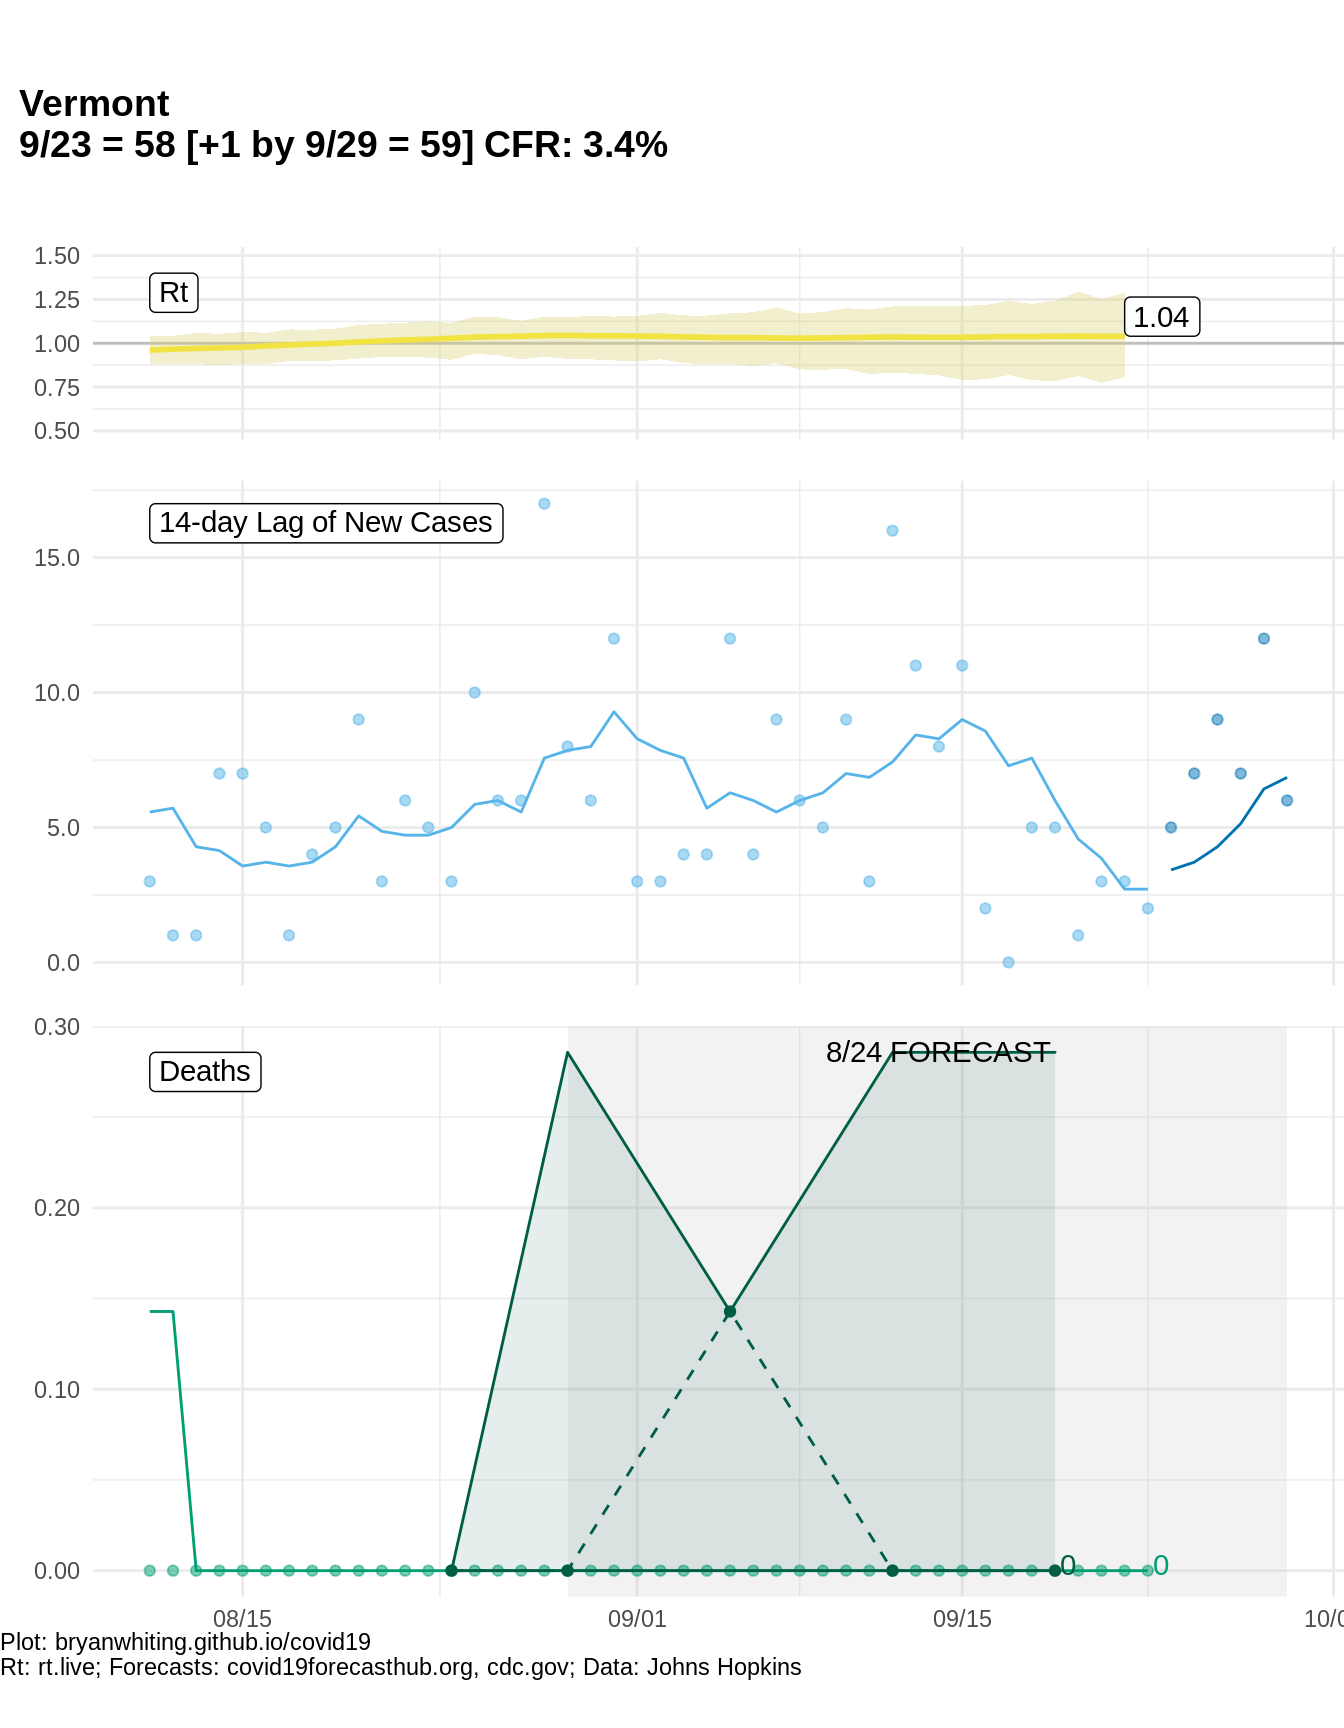 Vermont
9/23 = 58 [+1 by 9/29 = 59] CFR: 3.4%
1.50
1.25
1.00
0.75
0.50
Rt
1.04
14-day Lag of New Cases
15.0
10.0
5.0
0.0
0.30
0.20
0.10
0.00
Deaths
8/24 FORECAST
0
0
08/15
09/01
09/15
10/0
Plot: bryanwhiting.github.io/covid19
Rt: rt.live; Forecasts: covid19forecasthub.org, cdc.gov; Data: Johns Hopkins